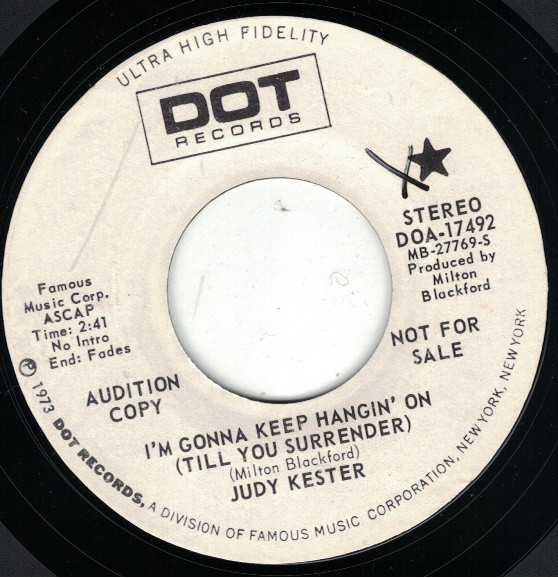 ULTRA HIGH FIDELITY
DOT
RECORDS
STEREO
DOA-17492
MB-27769-S
Produced by
Milton
Blackford
Famous
Music Corp.
ASCAP
Time: 2:41
No Intro
End: Fades
NOT FOR
SALE
AUDITION
COPY
I'M GONNA KEEP HANGIN' ON
(TILL YOU SURRENDER)
(Milton Blackford)
JUDY KESTER
℗ 1973 DOT RECORDS, A DIVISION OF FAMOUS MUSIC CORPORATION, NEW YORK, NEW YORK